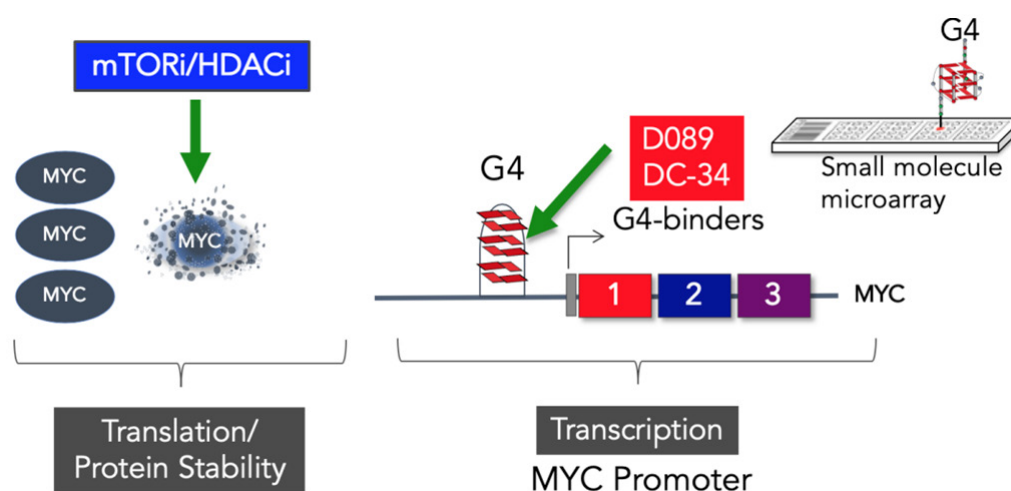 mTORi/HDACi
MYC
MYC
MYC
MYC
Translation/
Protein Stability
G4
D089
DC-34
G4-binders
1
2
3
MYC
Transcription
MYC Promoter
G4
Small molecule
microarray